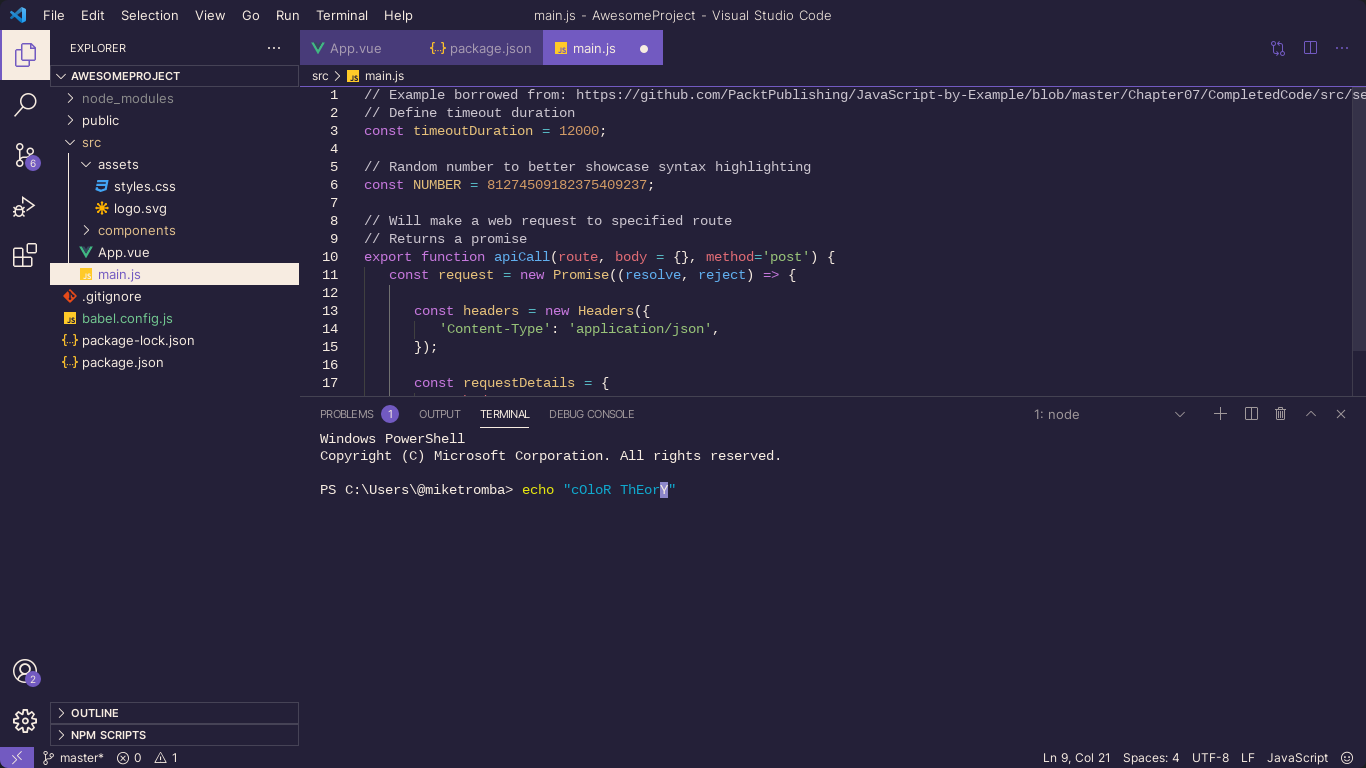 File Edit Selection View Go Run Terminal Help main.js - AwesomeProject - Visual Studio Code
EXPLORER
App.vue package.json main.js
AWESOMEPROJECT
src main.js
node_modules
public
src
assets
styles.css
logo.svg
components
App.vue
main.js
.gitignore
babel.config.js
package-lock.json
package.json
6
1 // Example borrowed from: https://github.com/PacktPublishing/JavaScript-by-Example/blob/master/Chapter07/CompletedCode/src/se
2 // Define timeout duration
3 const timeoutDuration = 12000;
4
5 // Random number to better showcase syntax highlighting
6 const NUMBER = 81274509182375409237;
7
8 // Will make a web request to specified route
9 // Returns a promise
10 export function apiCall(route, body = {}, method='post') {
11 const request = new Promise((resolve, reject) => {
12
13 const headers = new Headers({
14 'Content-Type': 'application/json',
15 });
16
17 const requestDetails = {
PROBLEMS 1 OUTPUT TERMINAL DEBUG CONSOLE 1: node
Windows PowerShell
Copyright (C) Microsoft Corporation. All rights reserved.
PS C:\Users\@miketromba> echo "cOloR ThEorY"
2
OUTLINE
NPM SCRIPTS
master* 0 1 Ln 9, Col 21 Spaces: 4 UTF-8 LF JavaScript